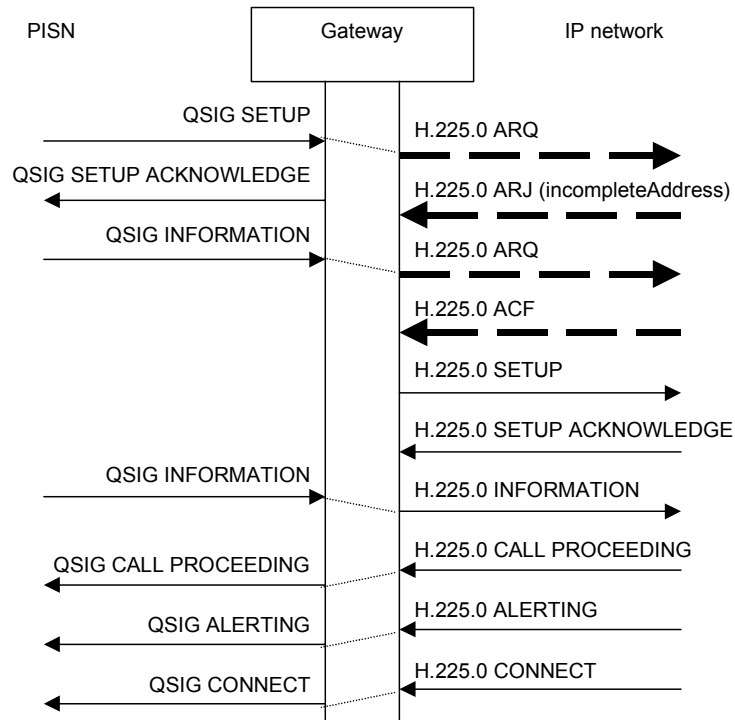 PISN
Gateway
IP network
QSIG SETUP
H.225.0 ARQ
QSIG SETUP ACKNOWLEDGE
H.225.0 ARJ (incompleteAddress)
QSIG INFORMATION
H.225.0 ARQ
H.225.0 ACF
H.225.0 SETUP
H.225.0 SETUP ACKNOWLEDGE
QSIG INFORMATION
H.225.0 INFORMATION
H.225.0 CALL PROCEEDING
QSIG CALL PROCEEDING
H.225.0 ALERTING
QSIG ALERTING
H.225.0 CONNECT
QSIG CONNECT